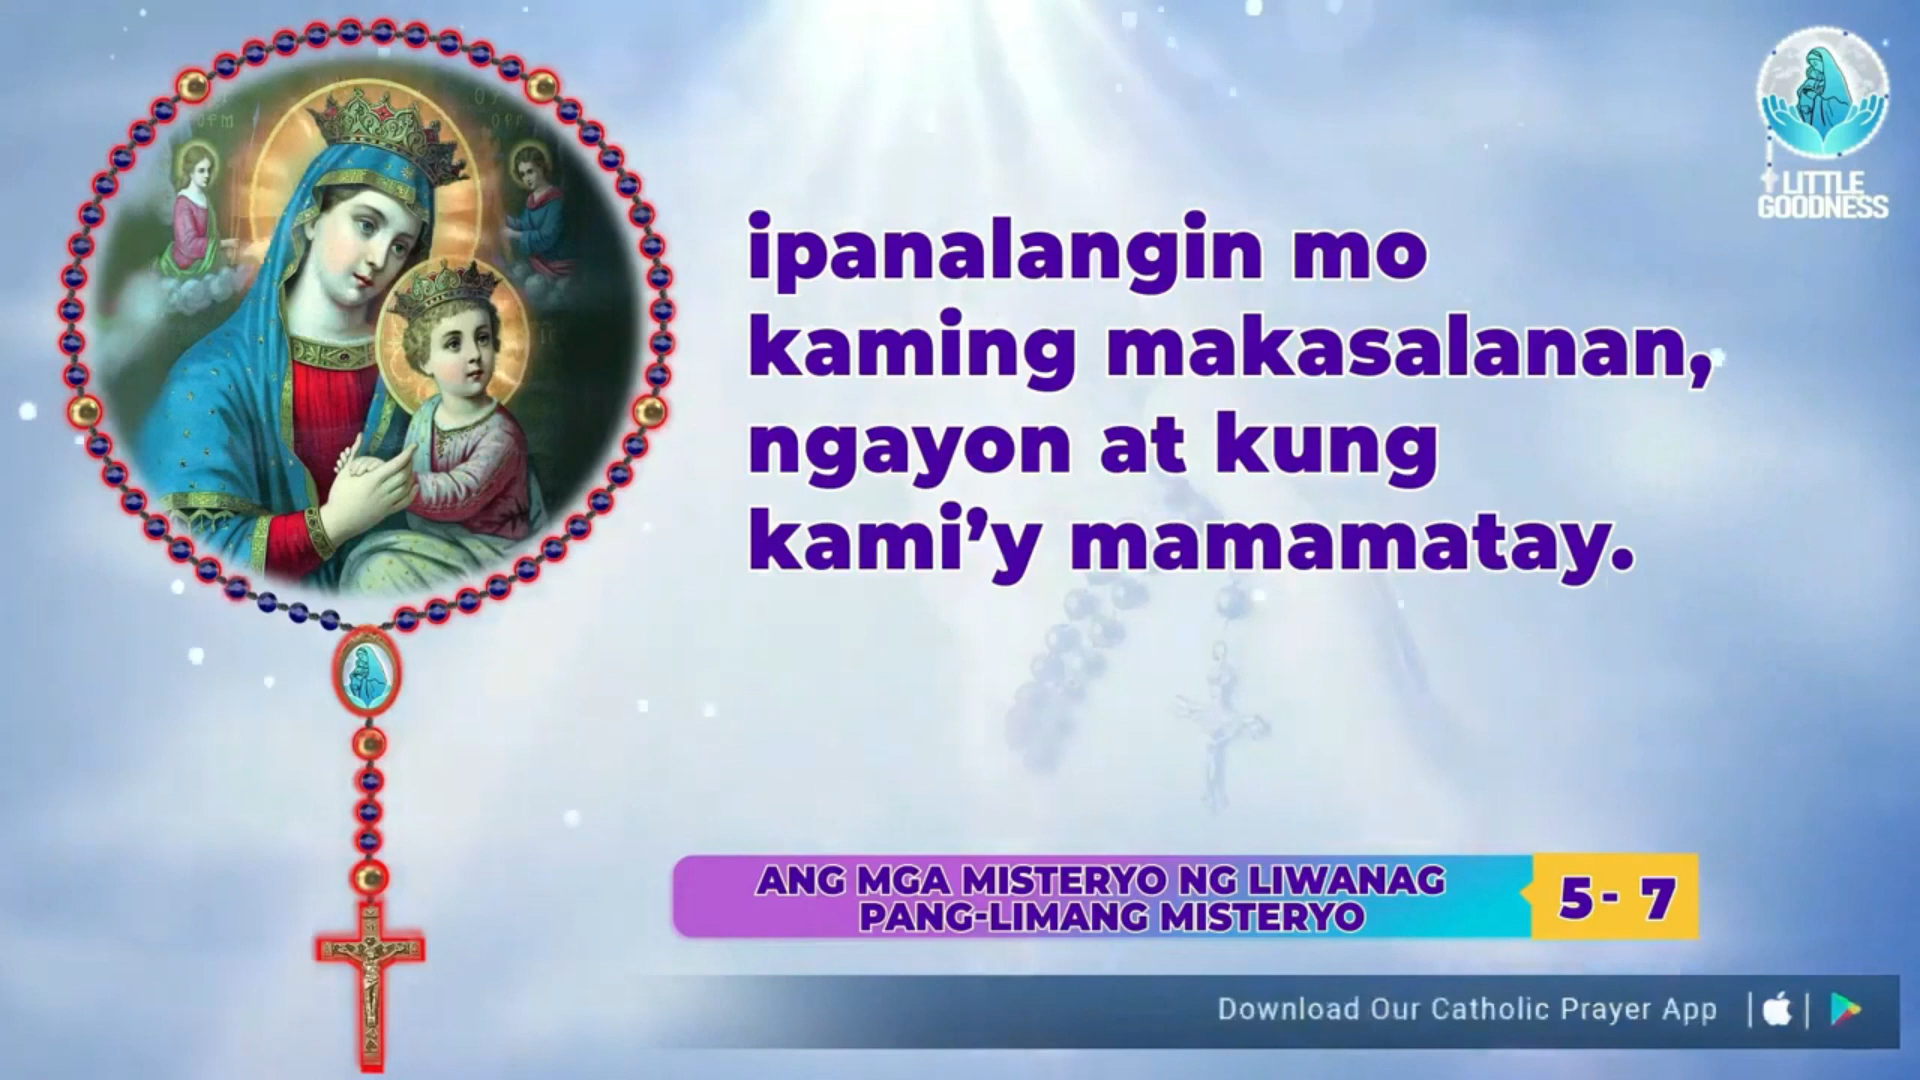 LITTLE
GOODNESS
ipanalangin mo
kaming makasalanan,
ngayon at kung
kami’y mamamatay.
ANG MGA MISTERYO NG LIWANAG
PANG-LIMANG MISTERYO
5- 7
Download Our Catholic Prayer App